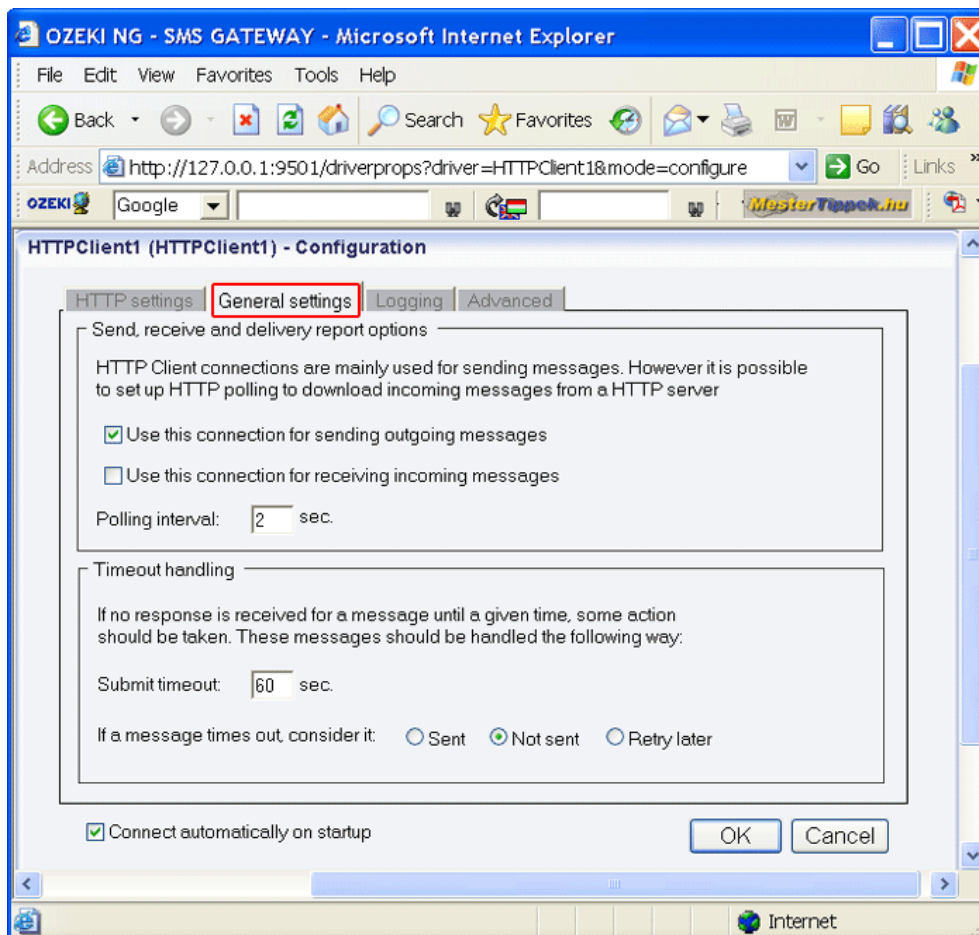 OZEKI NG - SMS GATEWAY - Microsoft Internet Explorer
File Edit View Favorites Tools Help
Back Search Favorites
Address http://127.0.0.1:9501/driverprops?driver=HTTPClient1&mode=configure Go Links »
OZEKI Google MesterTippek.hu
HTTPClient1 (HTTPClient1) - Configuration
HTTP settings General settings Logging Advanced
Send, receive and delivery report options
HTTP Client connections are mainly used for sending messages. However it is possible
to set up HTTP polling to download incoming messages from a HTTP server
Use this connection for sending outgoing messages
Use this connection for receiving incoming messages
Polling interval: 2 sec.
Timeout handling
If no response is received for a message until a given time, some action
should be taken. These messages should be handled the following way:
Submit timeout: 60 sec.
If a message times out, consider it: Sent Not sent Retry later
Connect automatically on startup OK Cancel
Internet